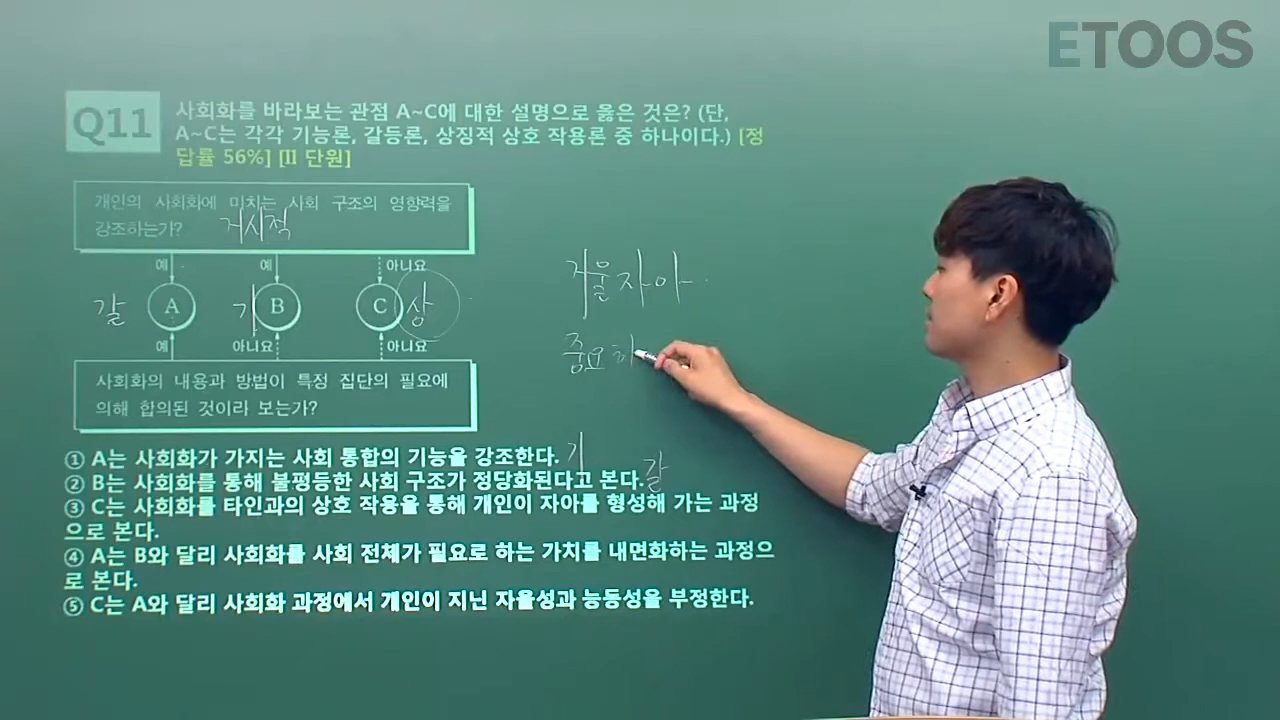 ETOOS
Q11
사회화를 바라보는 관점 A~C에 대한 설명으로 옳은 것은? (단,
A~C는 각각 기능론, 갈등론, 상징적 상호 작용론 중 하나이다.) [정
답률 56%] [Ⅱ 단원]
개인의 사회화에 미치는 사회 구조의 영향력을
강조하는가? 거시적
예 예 아니요
갈 A 기 B C 상
예 아니요 아니요
사회화의 내용과 방법이 특정 집단의 필요에
의해 합의된 것이라 보는가?
① A는 사회화가 가지는 사회 통합의 기능을 강조한다. 기
② B는 사회화를 통해 불평등한 사회 구조가 정당화된다고 본다. 갈
③ C는 사회화를 타인과의 상호 작용을 통해 개인이 자아를 형성해 가는 과정
으로 본다.
④ A는 B와 달리 사회화를 사회 전체가 필요로 하는 가치를 내면화하는 과정으
로 본다.
⑤ C는 A와 달리 사회화 과정에서 개인이 지닌 자율성과 능동성을 부정한다.
거울자아
중요